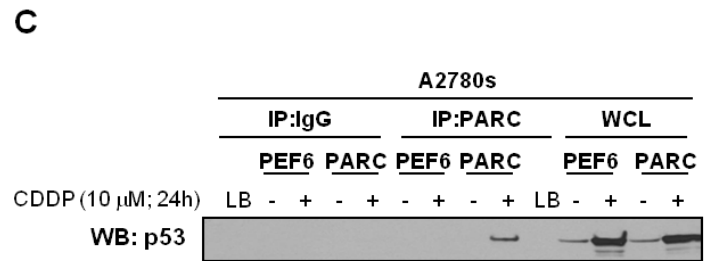 C
A2780s
IP:IgG IP:PARC WCL
PEF6 PARC PEF6 PARC PEF6 PARC
CDDP (10 µM; 24h) LB - + - + - + - + LB - + - +
WB: p53